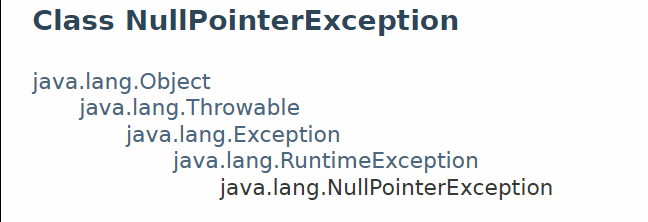 Class NullPointerException
java.lang.Object
java.lang.Throwable
java.lang.Exception
java.lang.RuntimeException
java.lang.NullPointerException